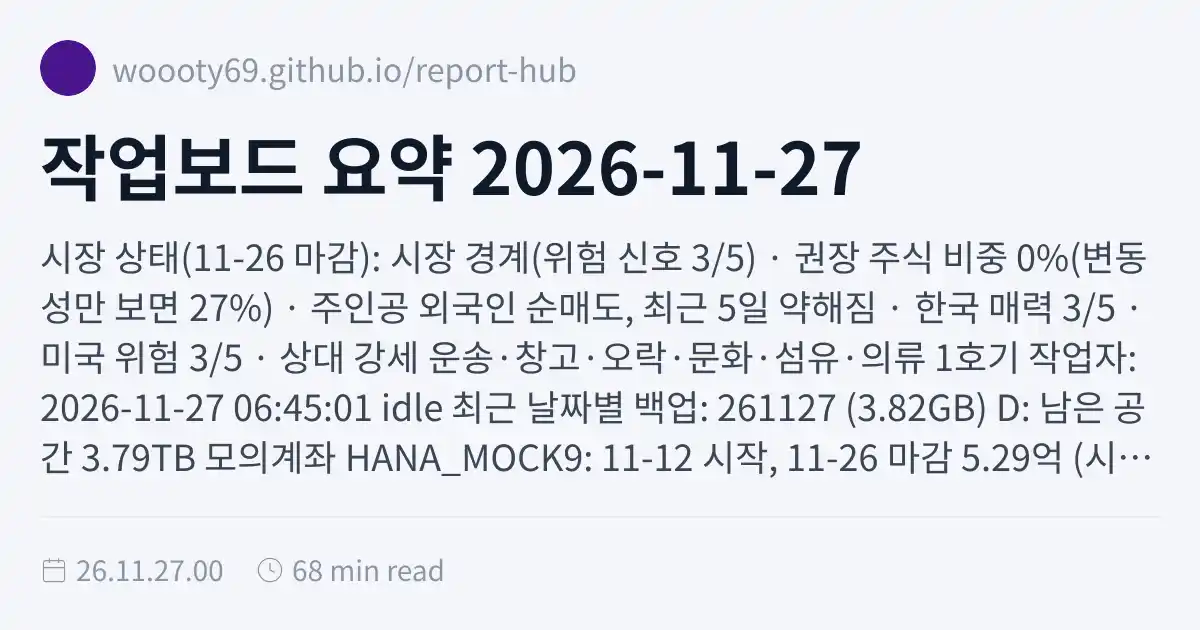 woooty69.github.io/report-hub
작업보드 요약 2026-11-27
시장 상태(11-26 마감): 시장 경계(위험 신호 3/5) · 권장 주식 비중 0%(변동
성만 보면 27%) · 주인공 외국인 순매도, 최근 5일 약해짐 · 한국 매력 3/5 ·
미국 위험 3/5 · 상대 강세 운송·창고·오락·문화·섬유·의류 1호기 작업자:
2026-11-27 06:45:01 idle 최근 날짜별 백업: 261127 (3.82GB) D: 남은 공
간 3.79TB 모의계좌 HANA_MOCK9: 11-12 시작, 11-26 마감 5.29억 (시…
26.11.27.00 68 min read